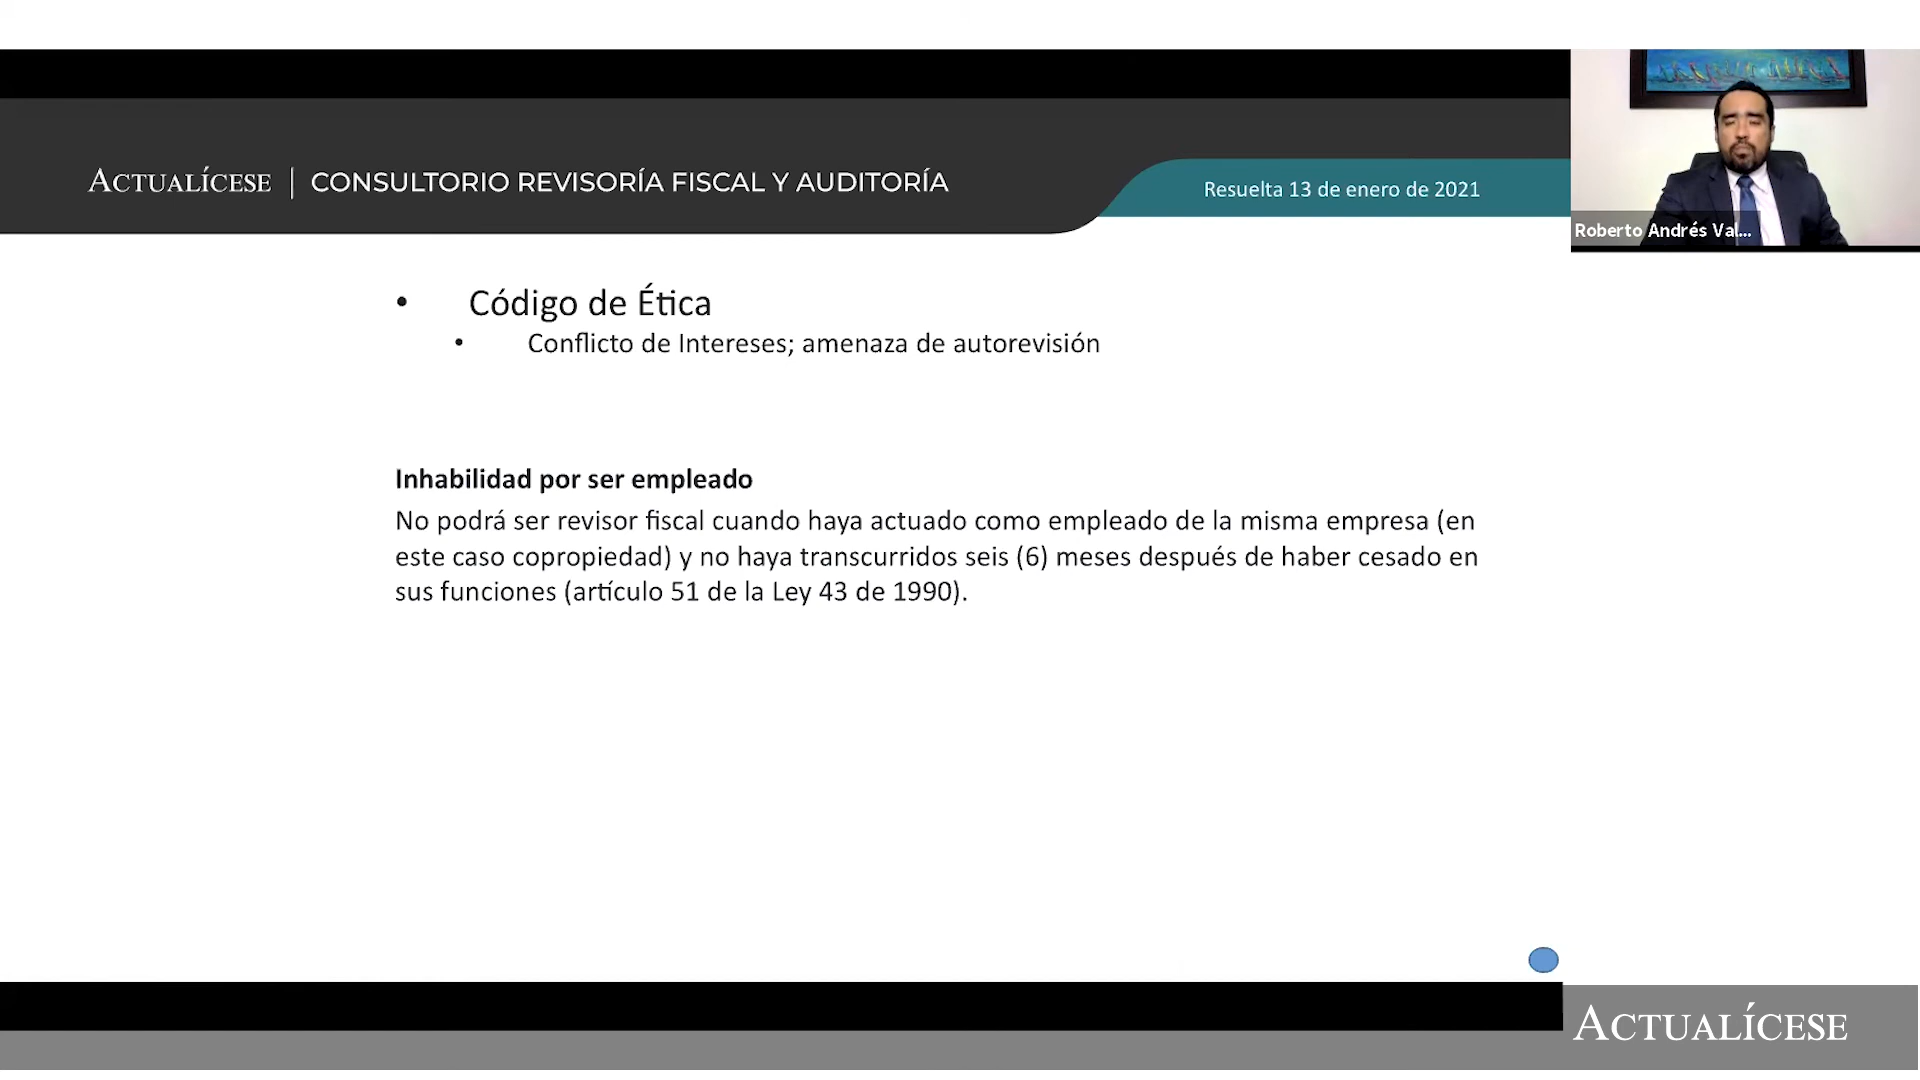 ACTUALÍCESE | CONSULTORIO REVISORÍA FISCAL Y AUDITORÍA
Resuelta 13 de enero de 2021
Roberto Andrés Val...
• Código de Ética
• Conflicto de Intereses; amenaza de autorevisión
Inhabilidad por ser empleado
No podrá ser revisor fiscal cuando haya actuado como empleado de la misma empresa (en
este caso copropiedad) y no haya transcurridos seis (6) meses después de haber cesado en
sus funciones (artículo 51 de la Ley 43 de 1990).
ACTUALÍCESE